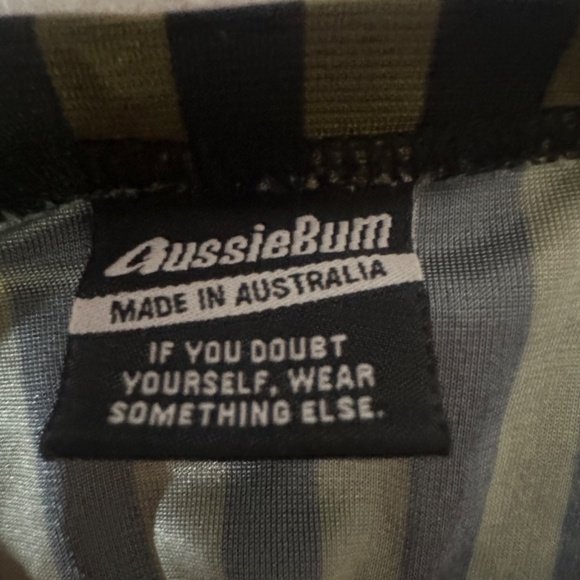 AussieBum
MADE IN AUSTRALIA
IF YOU DOUBT
YOURSELF, WEAR
SOMETHING ELSE.